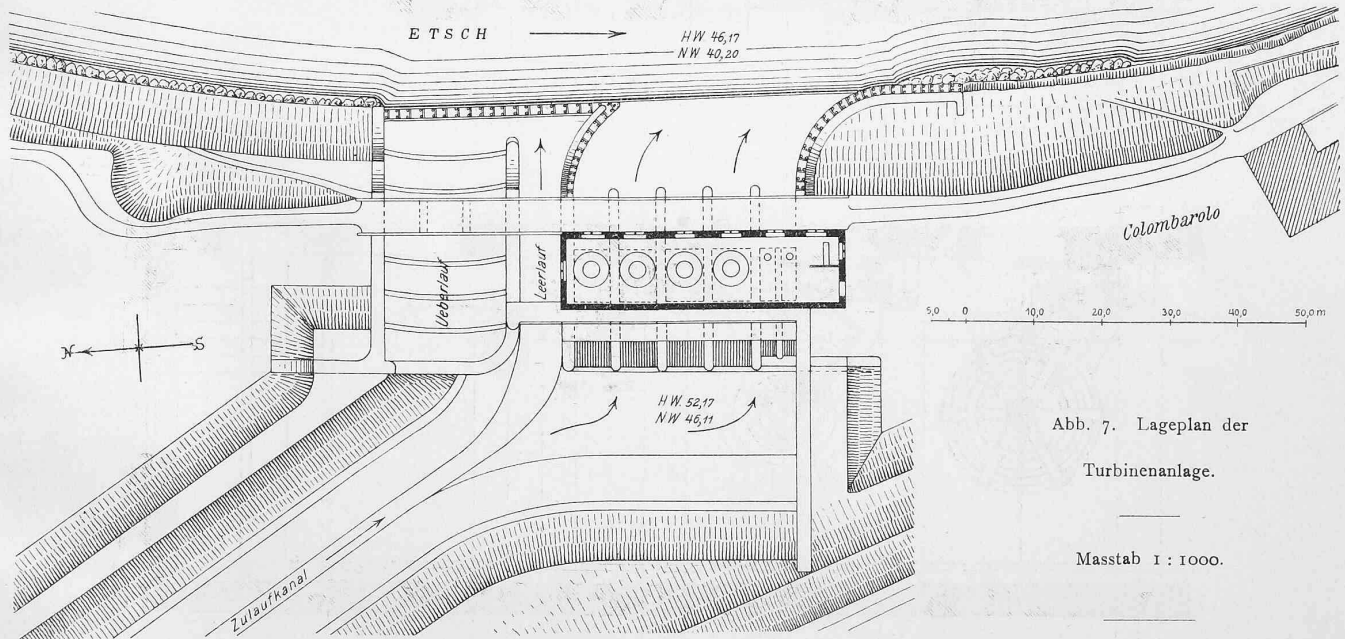 ETSCH
HW 46,17
NW 40,20
Colombarolo
Ueberlauf
Leerlauf
N S
5,0 0 10,0 20,0 30,0 40,0 50,0 m
HW. 52,17
NW 46,11
Zulaufkanal
Abb. 7. Lageplan der
Turbinenanlage.
Masstab 1 : 1000.